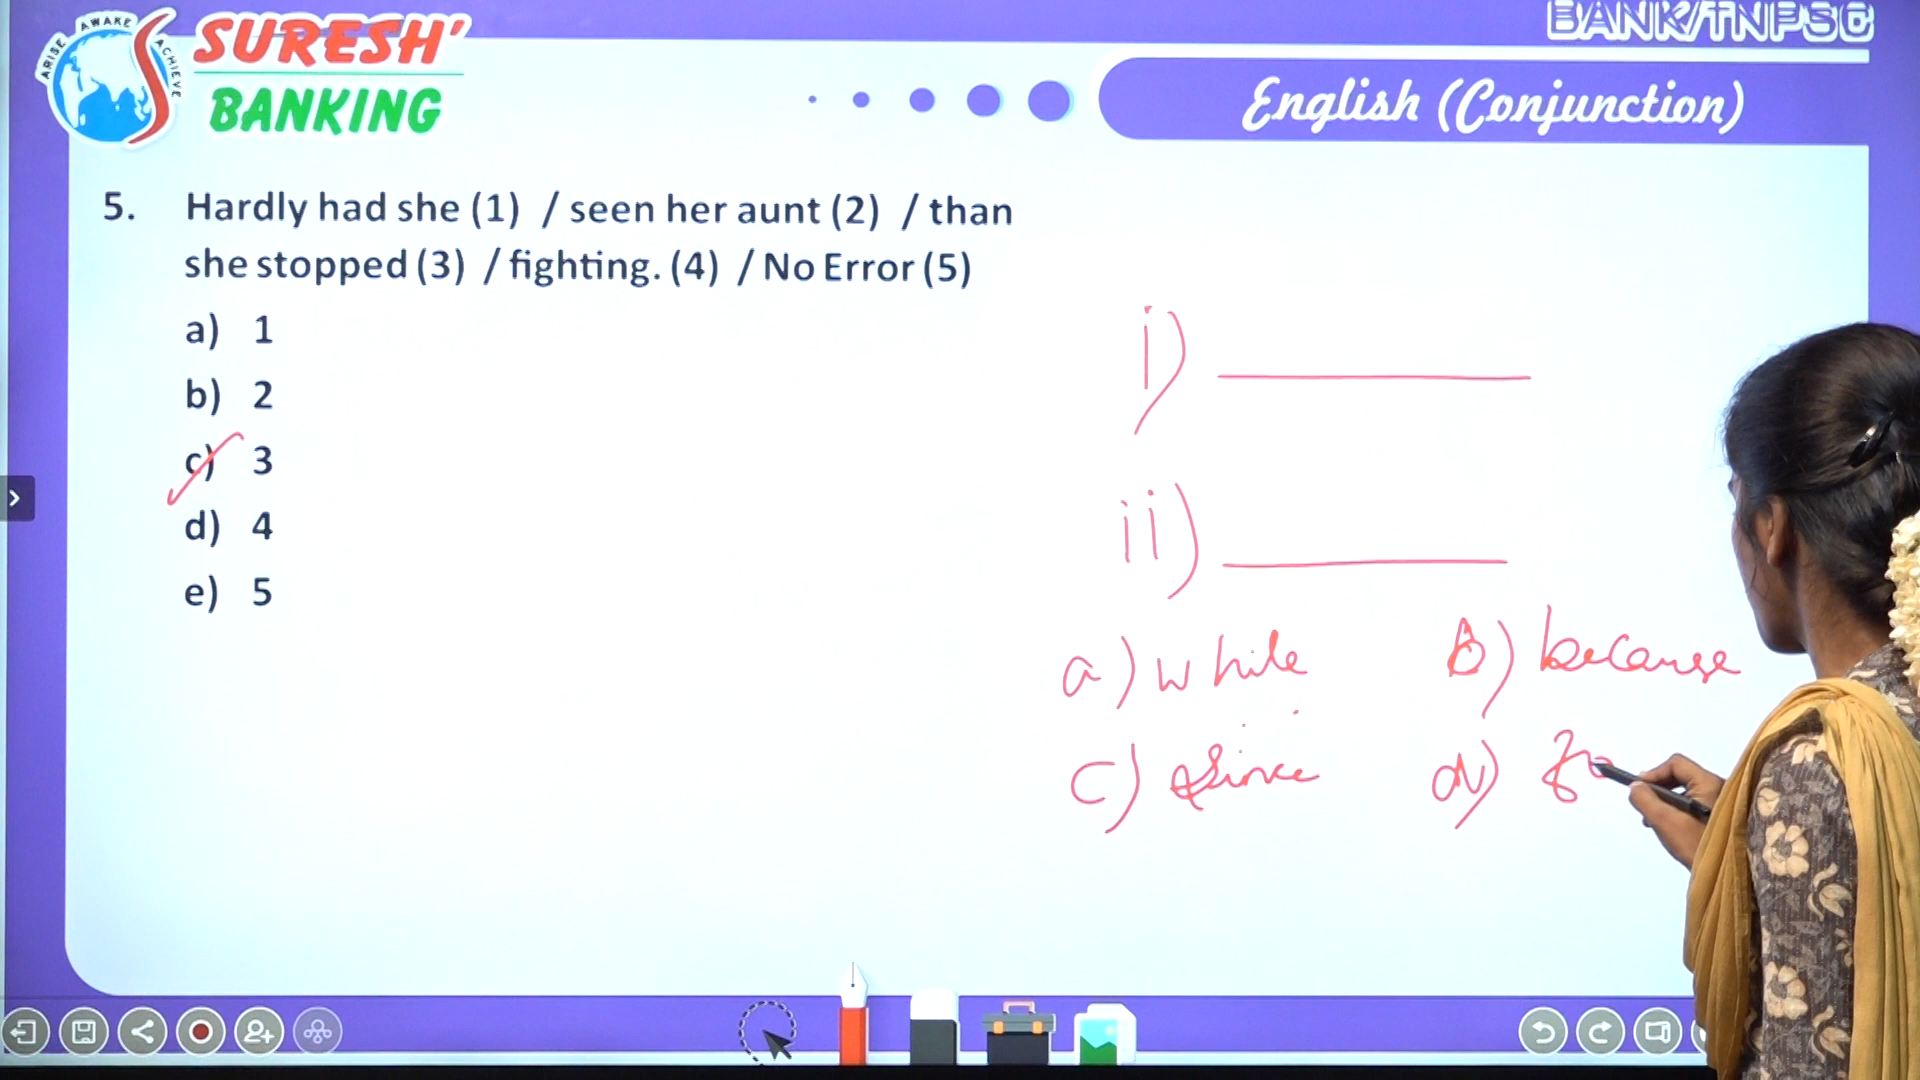 ARISE AWAKE ACHIEVE
SURESH'
BANKING
BANK/TNPSC
English (Conjunction)
5. Hardly had she (1) / seen her aunt (2) / than
she stopped (3) / fighting. (4) / No Error (5)
a) 1
b) 2
c) 3
d) 4
e) 5
i)
ii)
a) while b) because
c) since d)